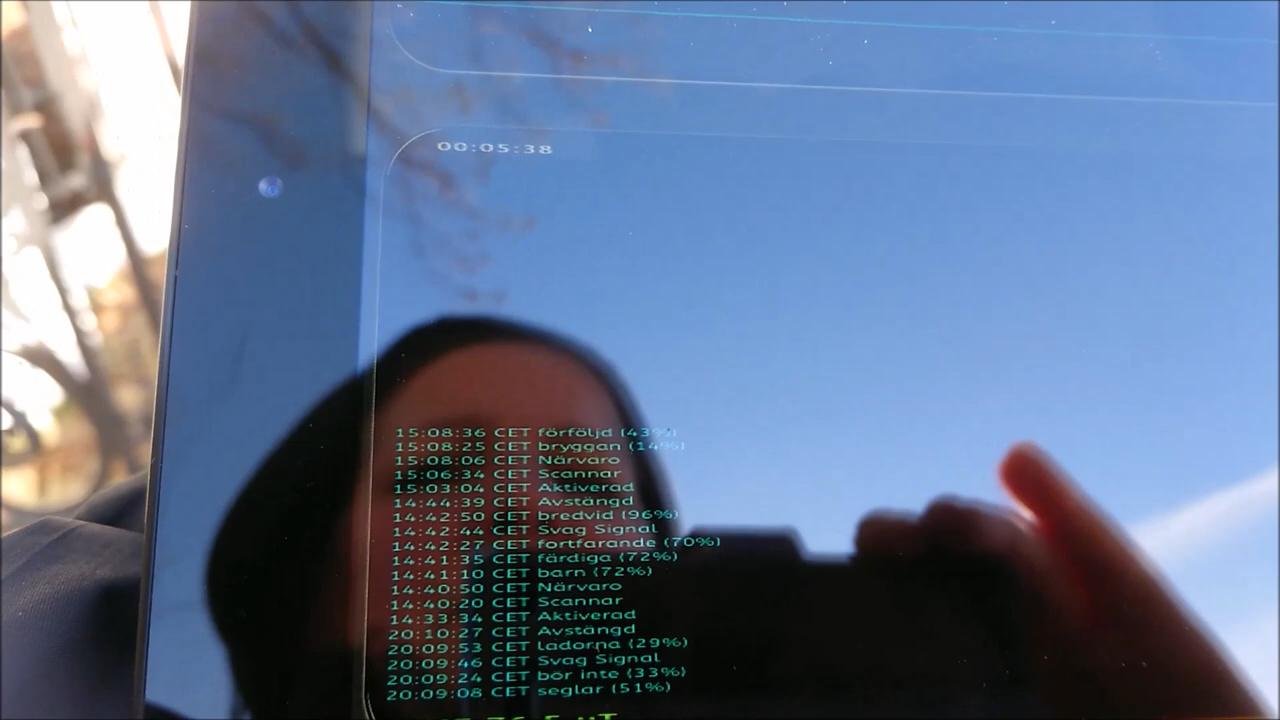 00:05:38
15:08:36 CET förföljd (43%)
15:08:25 CET bryggan (14%)
15:08:06 CET Närvaro
15:06:34 CET Scannar
15:03:04 CET Aktiverad
14:44:39 CET Avstängd
14:42:50 CET bredvid (96%)
14:42:44 CET Svag Signal
14:42:27 CET fortfarande (70%)
14:41:35 CET färdiga (72%)
14:41:10 CET barn (72%)
14:40:50 CET Närvaro
14:40:20 CET Scannar
14:33:34 CET Aktiverad
20:10:27 CET Avstängd
20:09:53 CET ladorna (29%)
20:09:46 CET Svag Signal
20:09:24 CET bör inte (33%)
20:09:08 CET seglar (51%)